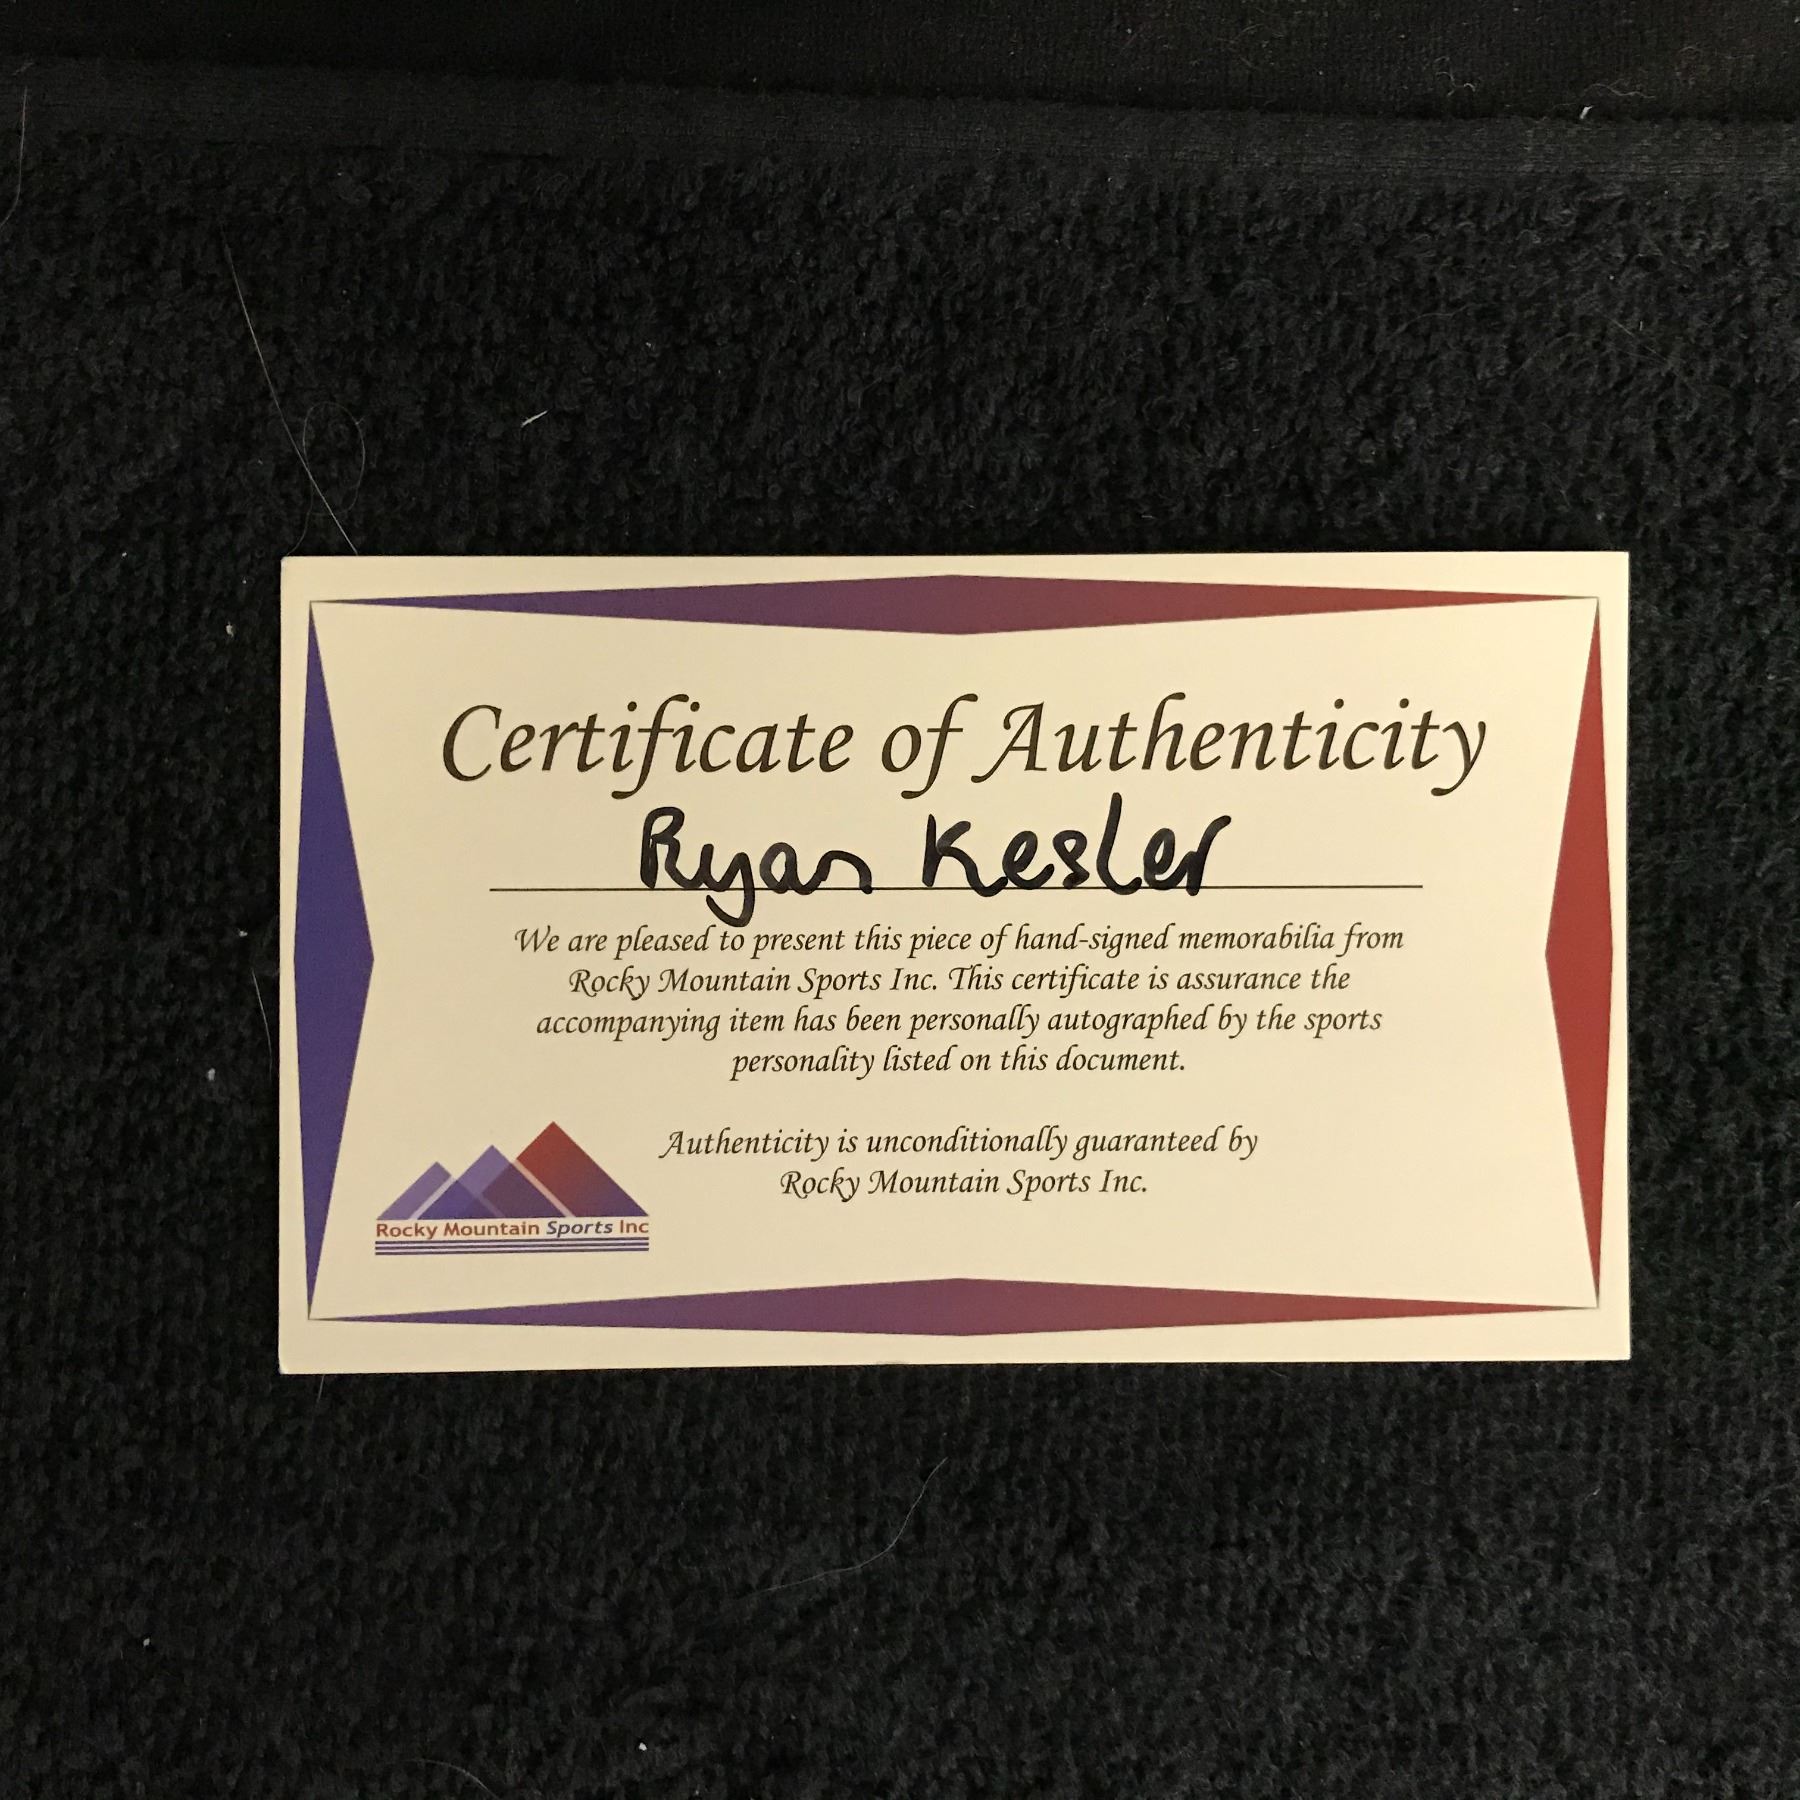 Certificate of Authenticity
Ryan Kesler
We are pleased to present this piece of hand-signed memorabilia from
Rocky Mountain Sports Inc. This certificate is assurance the
accompanying item has been personally autographed by the sports
personality listed on this document.
Authenticity is unconditionally guaranteed by
Rocky Mountain Sports Inc.
Rocky Mountain Sports Inc